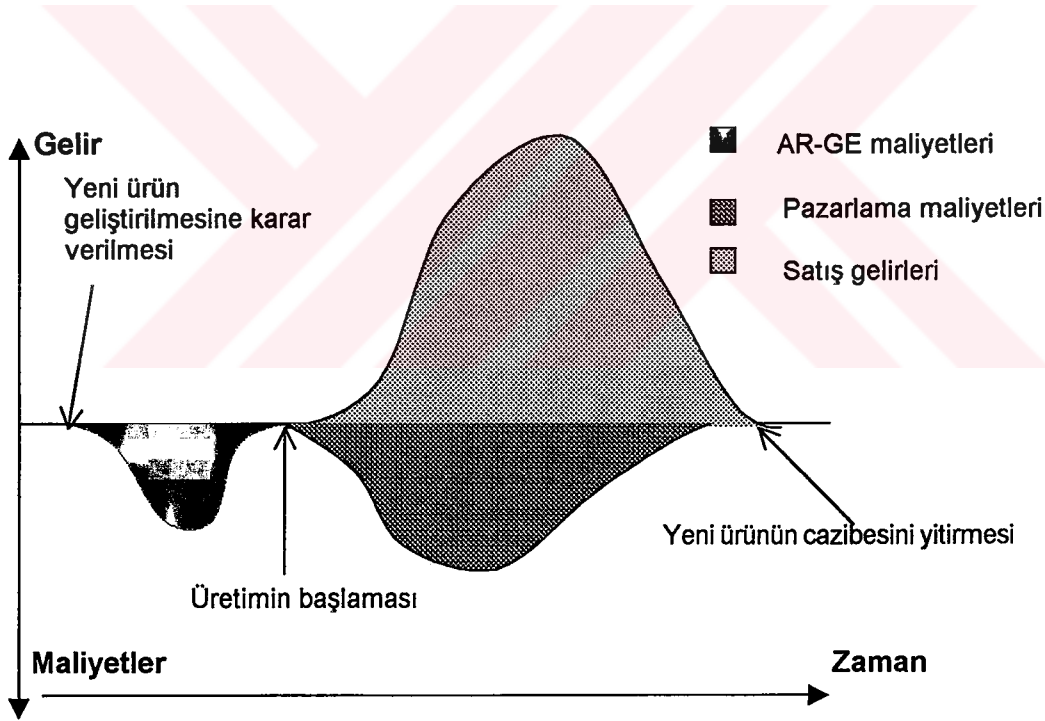 Gelir
Yeni ürün
geliştirilmesine karar
verilmesi
AR-GE maliyetleri
Pazarlama maliyetleri
Satış gelirleri
Yeni ürünün cazibesini yitirmesi
Üretimin başlaması
Maliyetler
Zaman